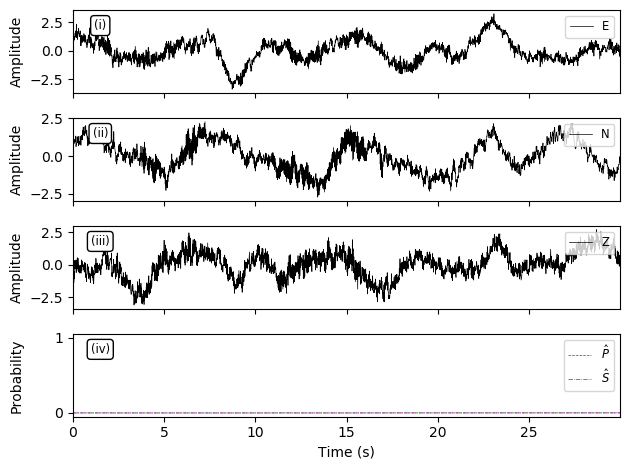 2.5
0.0
−2.5
Amplitude
(i)
E
2.5
0.0
−2.5
Amplitude
(ii)
N
2.5
0.0
−2.5
Amplitude
(iii)
Z
1
0
Probability
(iv)
P̂
Ŝ
0 5 10 15 20 25
Time (s)